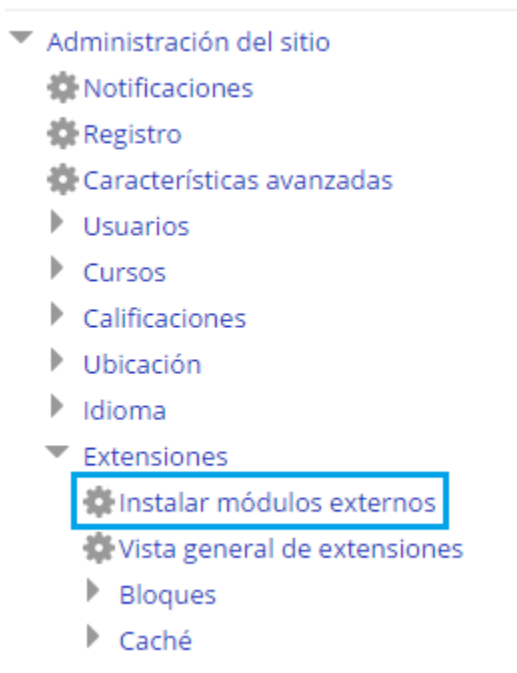 Administración del sitio
Notificaciones
Registro
Características avanzadas
Usuarios
Cursos
Calificaciones
Ubicación
Idioma
Extensiones
Instalar módulos externos
Vista general de extensiones
Bloques
Caché